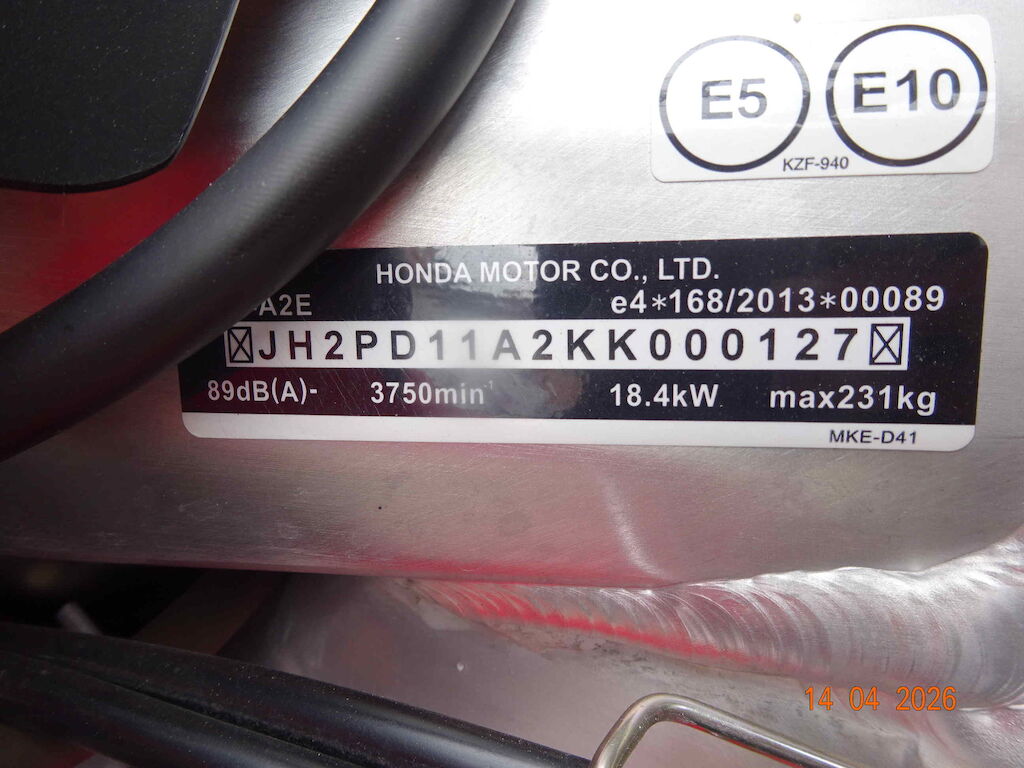 E5 E10
KZF-940
HONDA MOTOR CO., LTD.
A2E e4*168/2013*00089
JH2PD11A2KK000127
89dB(A)- 3750min-1 18.4kW max231kg
MKE-D41
14 04 2026